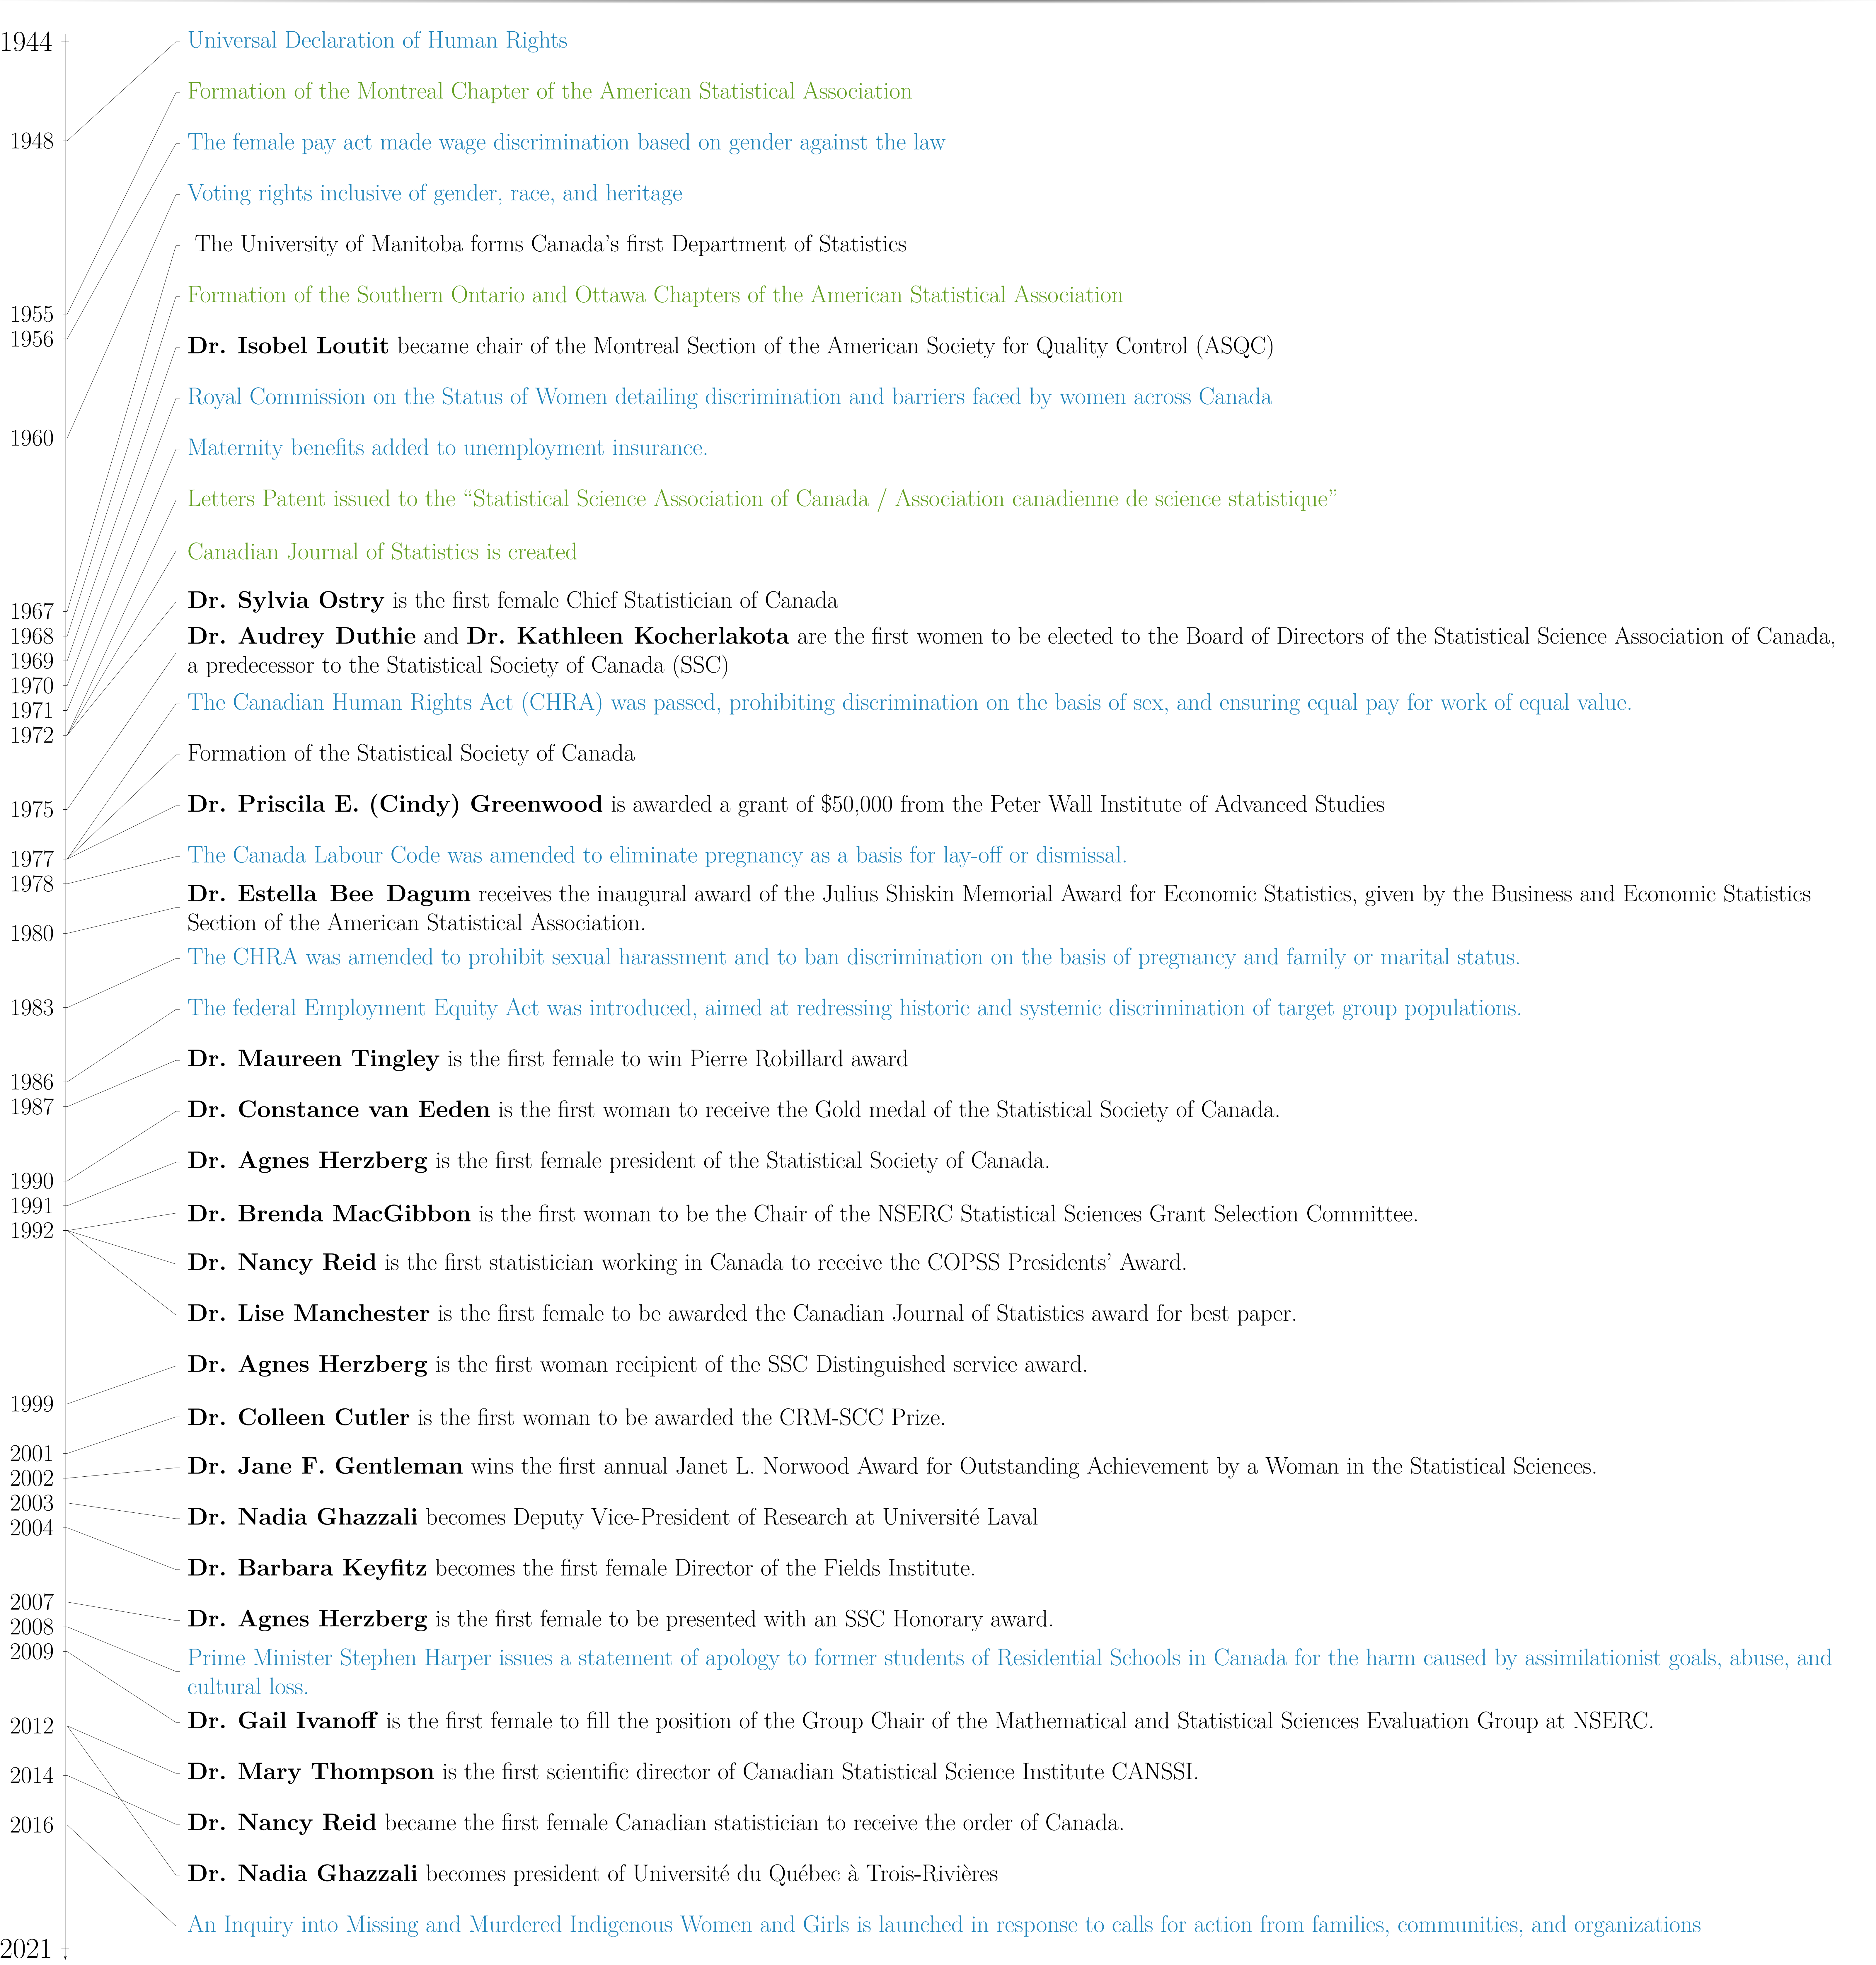 1944
Universal Declaration of Human Rights
Formation of the Montreal Chapter of the American Statistical Association
1948
The female pay act made wage discrimination based on gender against the law
Voting rights inclusive of gender, race, and heritage
The University of Manitoba forms Canada's first Department of Statistics
Formation of the Southern Ontario and Ottawa Chapters of the American Statistical Association
1955
1956
Dr. Isobel Loutit became chair of the Montreal Section of the American Society for Quality Control (ASQC)
Royal Commission on the Status of Women detailing discrimination and barriers faced by women across Canada
1960
Maternity benefits added to unemployment insurance.
Letters Patent issued to the “Statistical Science Association of Canada / Association canadienne de science statistique”
Canadian Journal of Statistics is created
Dr. Sylvia Ostry is the first female Chief Statistician of Canada
1967
1968
Dr. Audrey Duthie and Dr. Kathleen Kocherlakota are the first women to be elected to the Board of Directors of the Statistical Science Association of Canada,
1969
a predecessor to the Statistical Society of Canada (SSC)
1970
The Canadian Human Rights Act (CHRA) was passed, prohibiting discrimination on the basis of sex, and ensuring equal pay for work of equal value.
1971
1972
Formation of the Statistical Society of Canada
Dr. Priscila E. (Cindy) Greenwood is awarded a grant of $50,000 from the Peter Wall Institute of Advanced Studies
1975
The Canada Labour Code was amended to eliminate pregnancy as a basis for lay-off or dismissal.
1977
1978
Dr. Estella Bee Dagum receives the inaugural award of the Julius Shiskin Memorial Award for Economic Statistics, given by the Business and Economic Statistics
Section of the American Statistical Association.
1980
The CHRA was amended to prohibit sexual harassment and to ban discrimination on the basis of pregnancy and family or marital status.
1983
The federal Employment Equity Act was introduced, aimed at redressing historic and systemic discrimination of target group populations.
Dr. Maureen Tingley is the first female to win Pierre Robillard award
1986
1987
Dr. Constance van Eeden is the first woman to receive the Gold medal of the Statistical Society of Canada.
Dr. Agnes Herzberg is the first female president of the Statistical Society of Canada.
1990
1991
Dr. Brenda MacGibbon is the first woman to be the Chair of the NSERC Statistical Sciences Grant Selection Committee.
1992
Dr. Nancy Reid is the first statistician working in Canada to receive the COPSS Presidents' Award.
Dr. Lise Manchester is the first female to be awarded the Canadian Journal of Statistics award for best paper.
Dr. Agnes Herzberg is the first woman recipient of the SSC Distinguished service award.
1999
Dr. Colleen Cutler is the first woman to be awarded the CRM-SCC Prize.
2001
Dr. Jane F. Gentleman wins the first annual Janet L. Norwood Award for Outstanding Achievement by a Woman in the Statistical Sciences.
2002
2003
Dr. Nadia Ghazzali becomes Deputy Vice-President of Research at Université Laval
2004
Dr. Barbara Keyfitz becomes the first female Director of the Fields Institute.
2007
Dr. Agnes Herzberg is the first female to be presented with an SSC Honorary award.
2008
2009
Prime Minister Stephen Harper issues a statement of apology to former students of Residential Schools in Canada for the harm caused by assimilationist goals, abuse, and
cultural loss.
Dr. Gail Ivanoff is the first female to fill the position of the Group Chair of the Mathematical and Statistical Sciences Evaluation Group at NSERC.
2012
Dr. Mary Thompson is the first scientific director of Canadian Statistical Science Institute CANSSI.
2014
Dr. Nancy Reid became the first female Canadian statistician to receive the order of Canada.
2016
Dr. Nadia Ghazzali becomes president of Université du Québec à Trois-Rivières
An Inquiry into Missing and Murdered Indigenous Women and Girls is launched in response to calls for action from families, communities, and organizations
2021